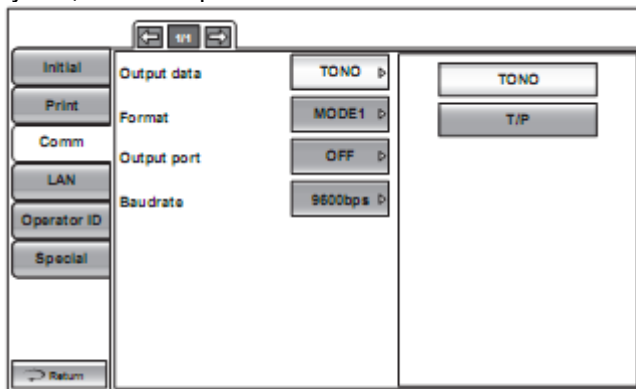 1/1
Initial
Print
Comm
LAN
Operator ID
Special
Return
Output data TONO
Format MODE1
Output port OFF
Baudrate 9600bps
TONO
T/P